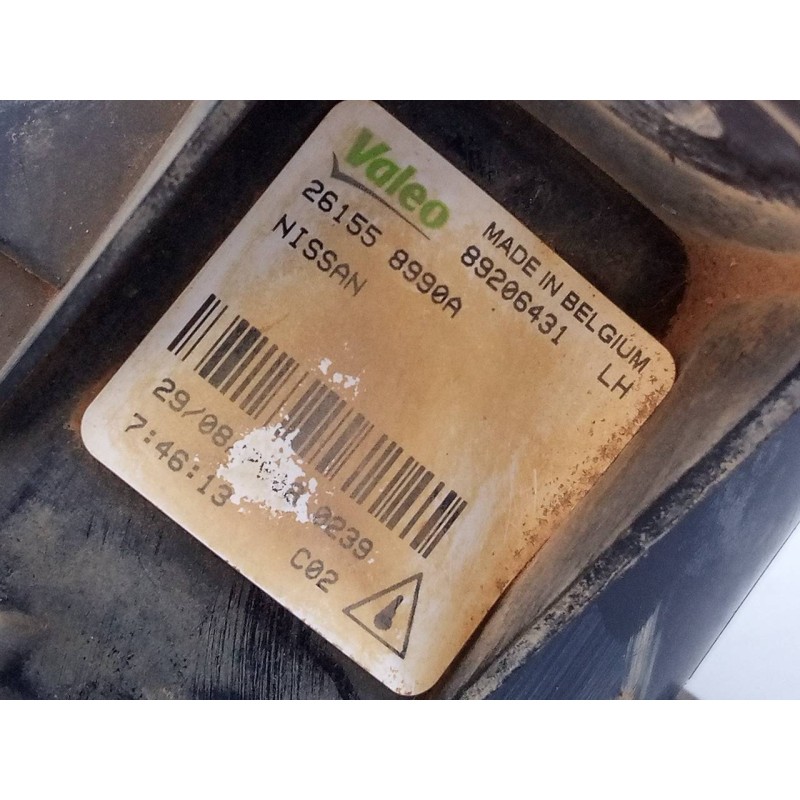 Valeo
MADE IN BELGIUM
26155 8990A 89206431 LH
NISSAN
29/08 0239
7:46:13
C02